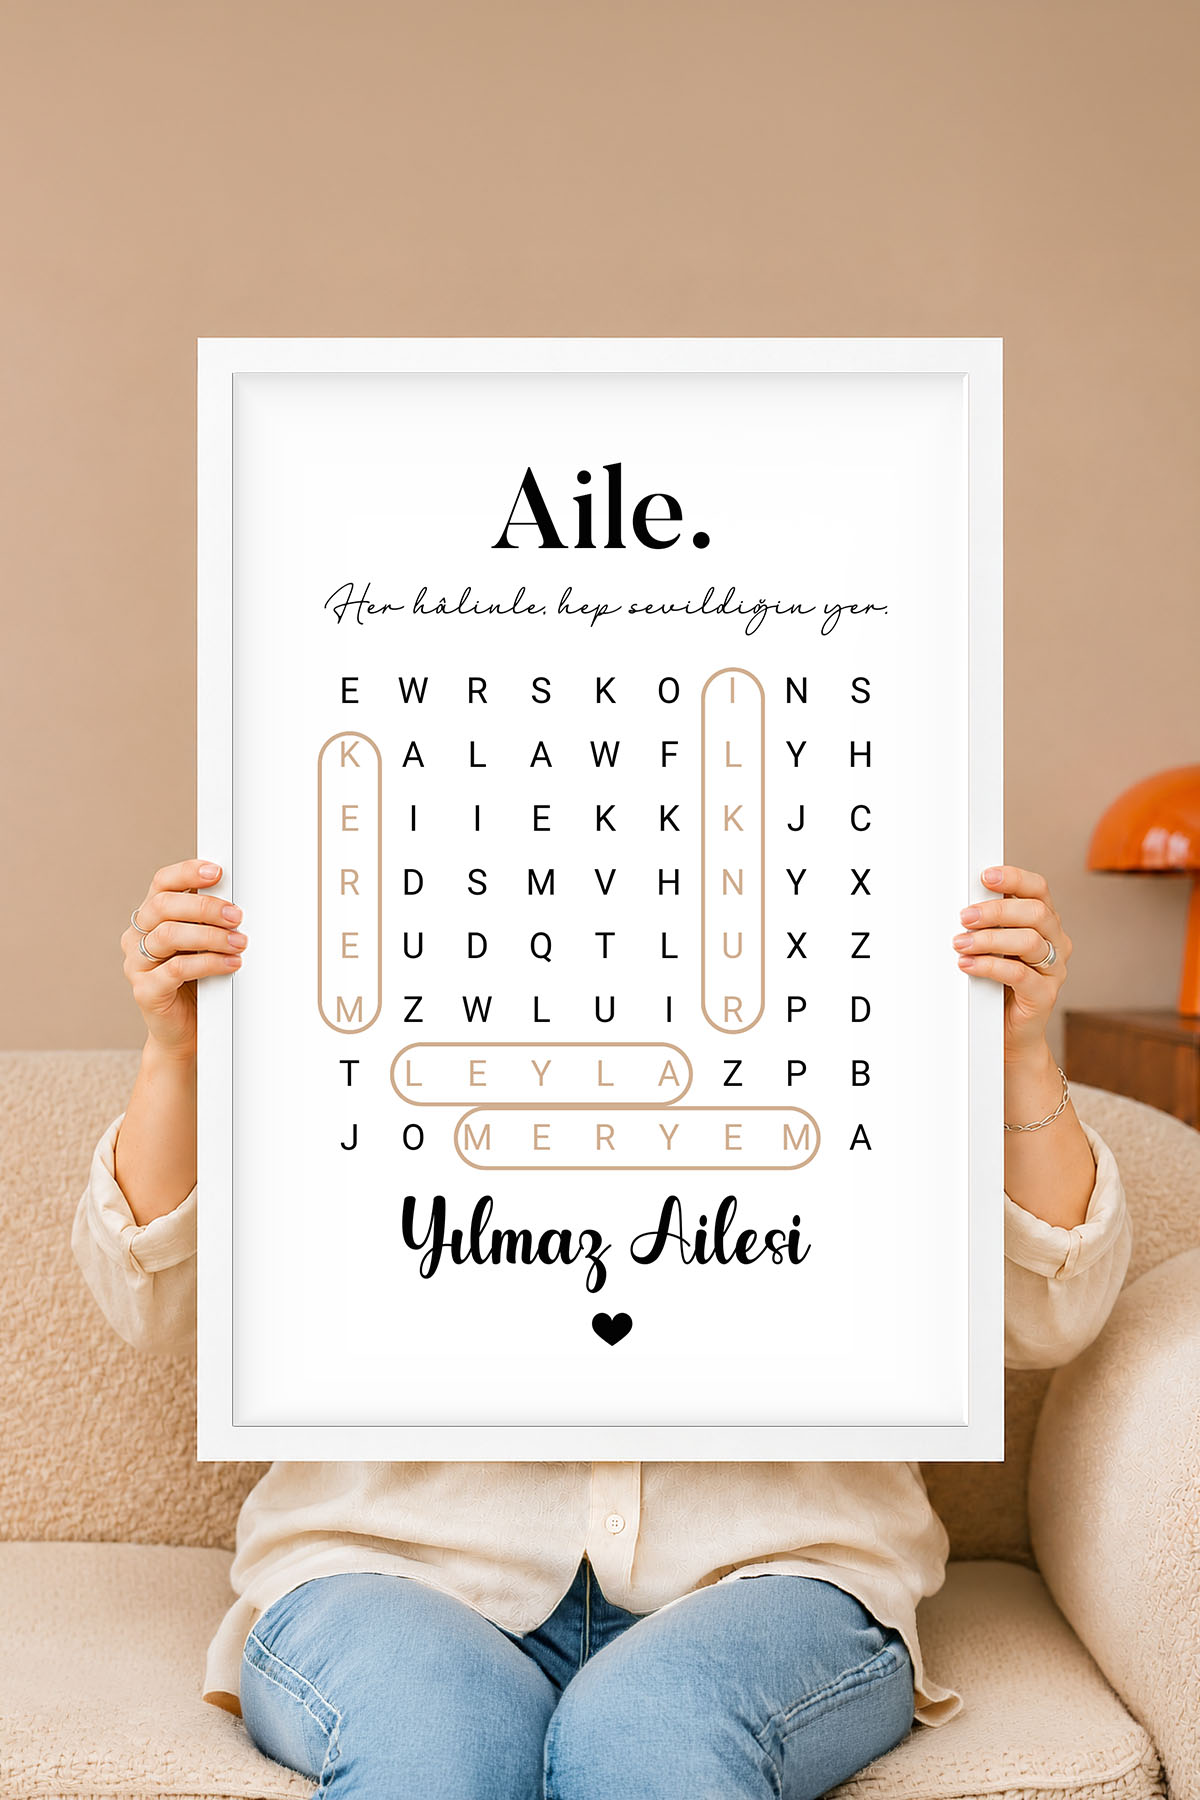 Aile.
Her hâlinle, hep sevildiğin yer.
E W R S K O I N S
K A L A W F L Y H
E I I E K K K J C
R D S M V H N Y X
E U D Q T L U X Z
M Z W L U I R P D
T L E Y L A Z P B
J O M E R Y E M A
Yılmaz Ailesi